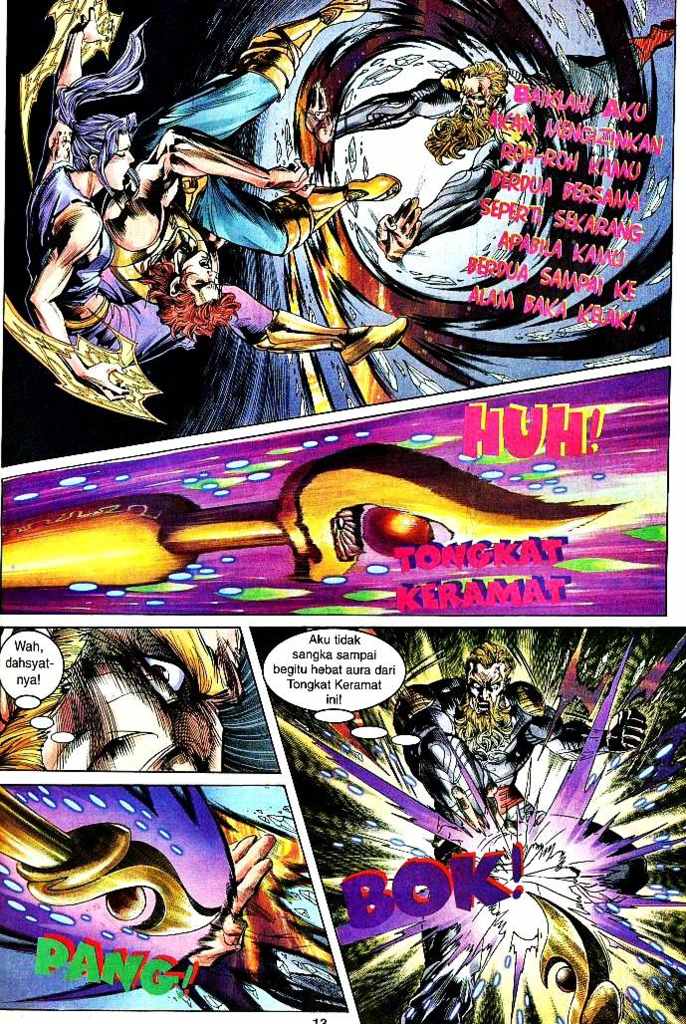 BAIKLAH! AKU
AKAN MENGIZINKAN
ROH-ROH KAMU
BERDUA BERSAMA
SEPERTI SEKARANG
APABILA KAMU
BERDUA SAMPAI KE
ALAM BAKA KELAK!
HUH!
TONGKAT
KERAMAT
Wah,
dahsyat-
nya!
Aku tidak
sangka sampai
begitu hebat aura dari
Tongkat Keramat
ini!
BOK!
PANG!
13